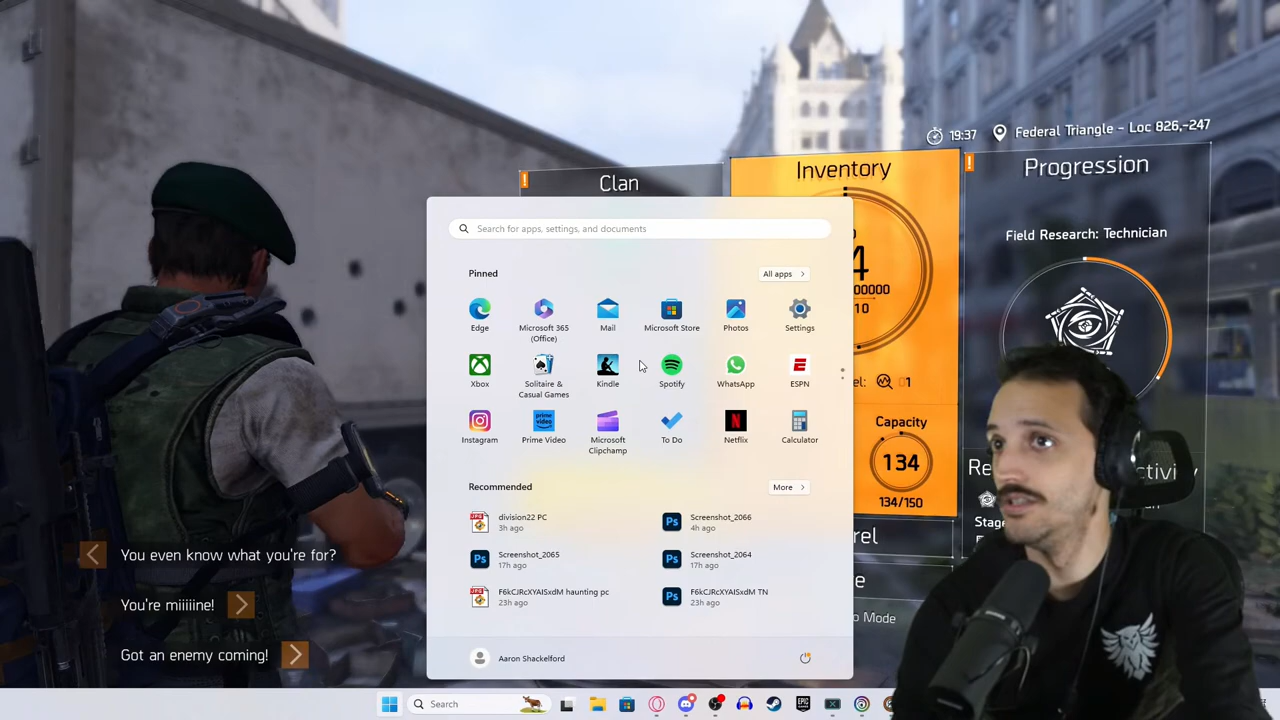 19:37
Federal Triangle - Loc 826,-247
Clan
Inventory
Progression
Field Research: Technician
Search for apps, settings, and documents
Pinned
All apps
Edge
Microsoft 365
(Office)
Mail
Microsoft Store
Photos
Settings
Xbox
Solitaire &
Casual Games
Kindle
Spotify
WhatsApp
ESPN
Instagram
prime
video
Prime Video
Microsoft
Clipchamp
To Do
Netflix
Calculator
Capacity
134
134/150
Recommended
More
division22 PC
3h ago
Screenshot_2066
4h ago
Screenshot_2065
17h ago
Screenshot_2064
17h ago
F6kCJRcXYAISxdM haunting pc
23h ago
F6kCJRcXYAISxdM TN
23h ago
You even know what you're for?
You're miiiiine!
Got an enemy coming!
Aaron Shackelford
Search